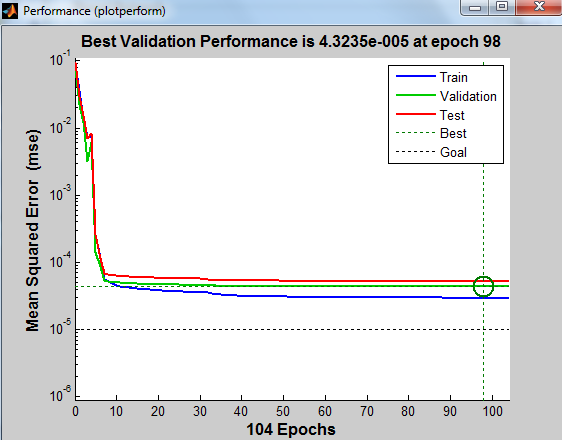 Performance (plotperform)
Best Validation Performance is 4.3235e-005 at epoch 98
Mean Squared Error (mse)
10^-1
10^-2
10^-3
10^-4
10^-5
10^-6
Train
Validation
Test
Best
Goal
0 10 20 30 40 50 60 70 80 90 100
104 Epochs